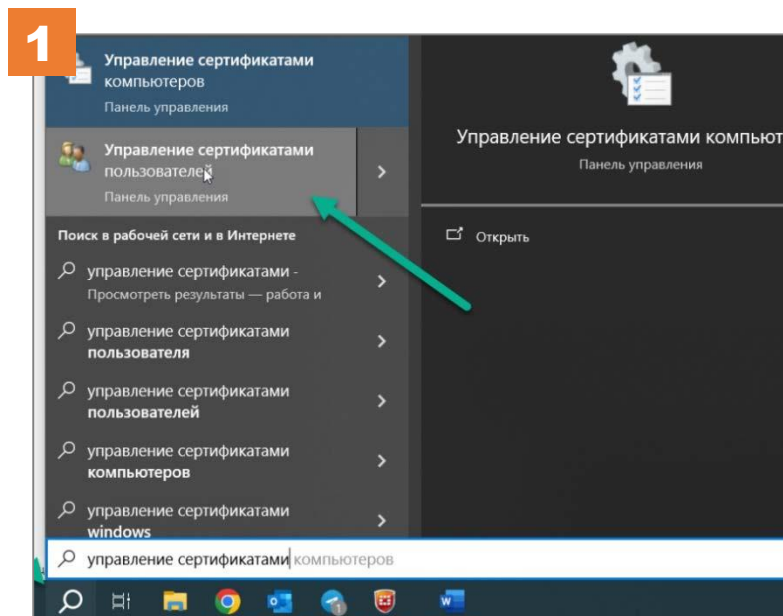 1
Управление сертификатами
компьютеров
Панель управления
Управление сертификатами
пользователей
Панель управления
Поиск в рабочей сети и в Интернете
управление сертификатами -
Просмотреть результаты — работа и
управление сертификатами
пользователя
управление сертификатами
пользователей
управление сертификатами
компьютеров
управление сертификатами
windows
управление сертификатами компьютеров
Управление сертификатами компьют
Панель управления
Открыть